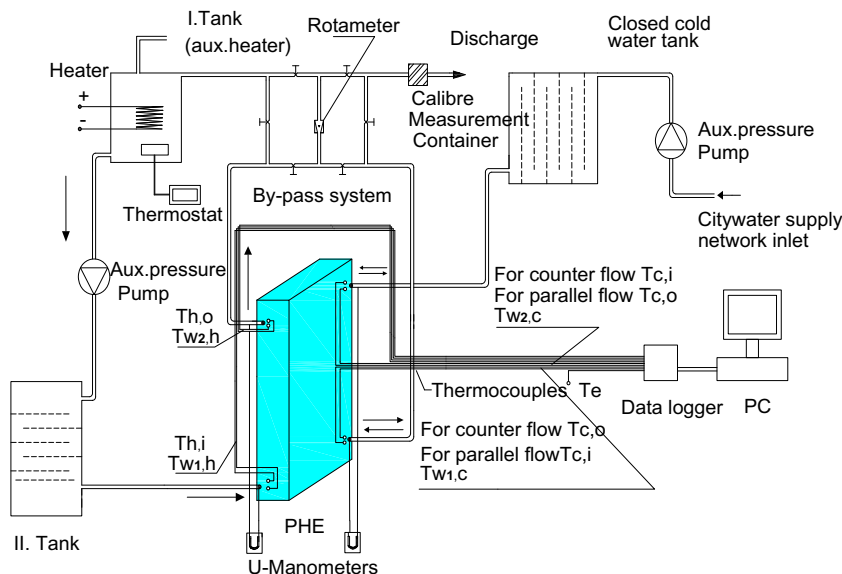 I.Tank
(aux.heater)
Rotameter
Discharge
Closed cold
water tank
Heater
+
-
Calibre
Measurement
Container
Aux.pressure
Pump
Thermostat
By-pass system
Citywater supply
network inlet
Aux.pressure
Pump
For counter flow Tc,i
For parallel flow Tc,o
Tw2,c
Th,o
Tw2,h
Thermocouples Te
Data logger
PC
Th,i
Tw1,h
For counter flow Tc,o
For parallel flowTc,i
Tw1,c
PHE
II. Tank
U-Manometers